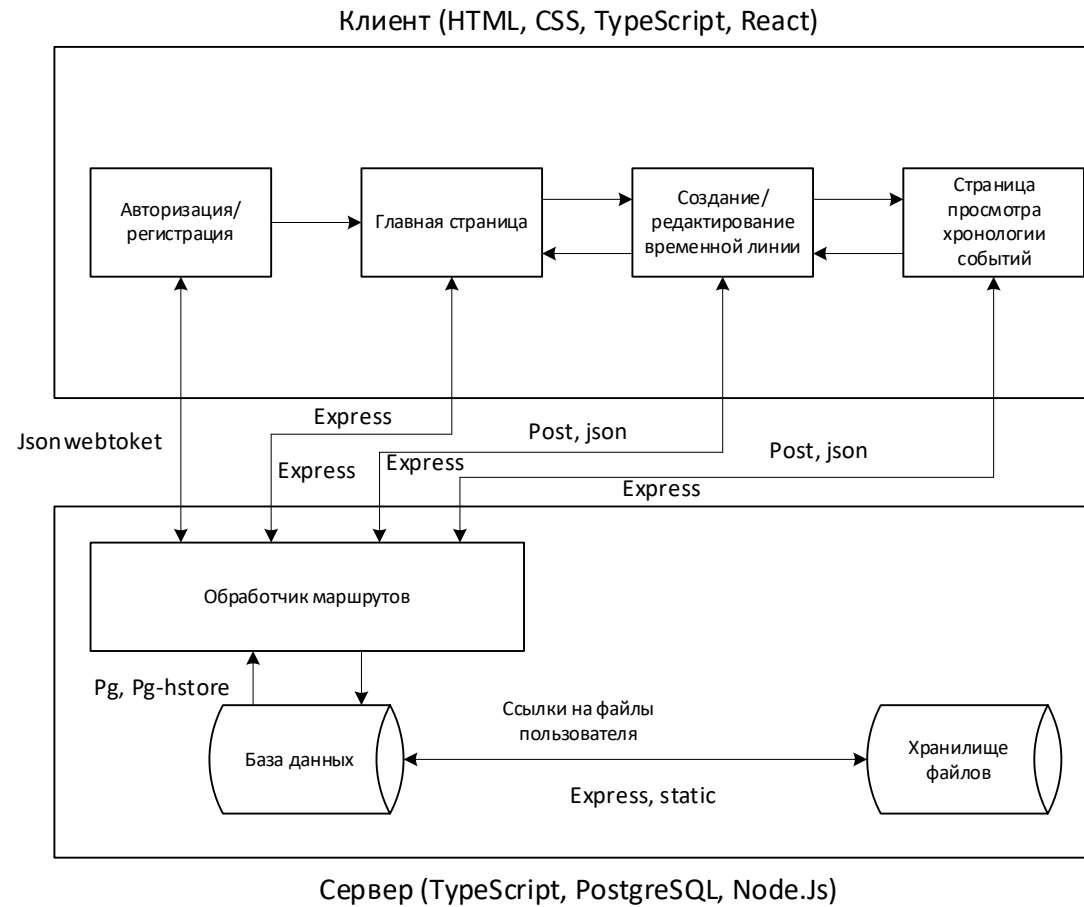 Клиент (HTML, CSS, TypeScript, React)
Авторизация/
регистрация
Главная страница
Создание/
редактирование
временной линии
Страница
просмотра
хронологии
событий
Json webtoket
Express
Express
Post, json
Express
Post, json
Express
Обработчик маршрутов
Pg, Pg-hstore
База данных
Ссылки на файлы
пользователя
Express, static
Хранилище
файлов
Сервер (TypeScript, PostgreSQL, Node.Js)